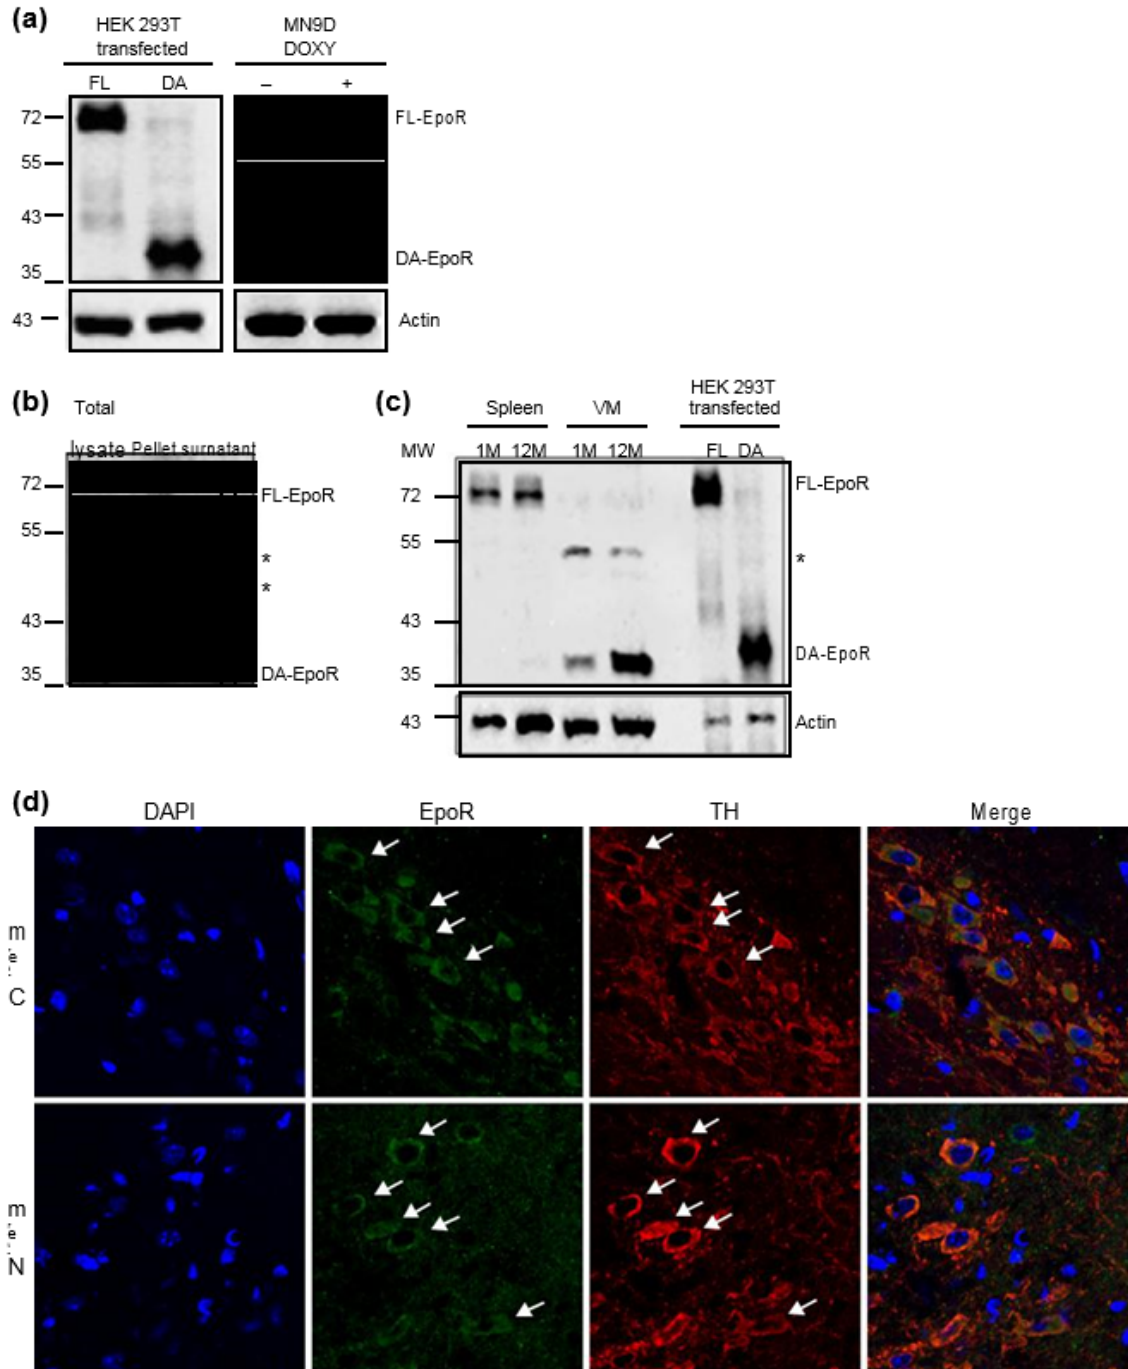 (a)
HEK 293T transfected
MN9D DOXY
FL DA – +
72
FL-EpoR
55
43
DA-EpoR
35
43
Actin
(b)
Total
lysate Pellet surnatant
72
FL-EpoR
55
*
*
43
35
DA-EpoR
(c)
Spleen VM
HEK 293T transfected
MW 1M 12M 1M 12M FL DA
72
FL-EpoR
55
*
43
DA-EpoR
35
43
Actin
(d)
DAPI EpoR TH Merge
C
N